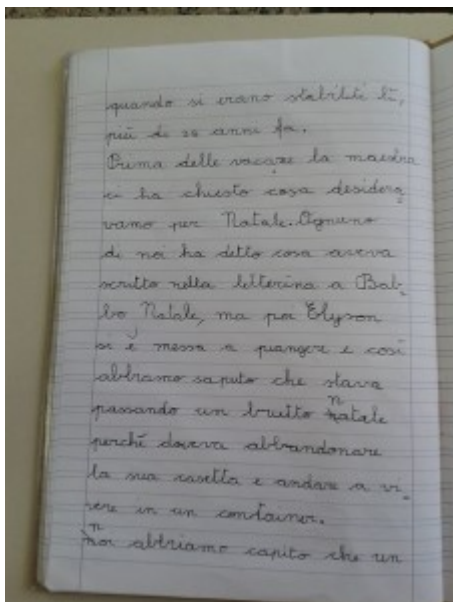 quando si erano stabiliti lì,
più di 20 anni fa.
Prima delle vacaze la maestra
ci ha chiesto cosa desidera
vamo per Natale. Ognuno
di noi ha detto cosa aveva
scritto nella letterina a Bab-
bo Natale, ma poi Elyson
si è messa a piangere e così
abbiamo saputo che stava
passando un brutto natale
perché doveva abbandonare
la sua casetta e andare a vi-
vere in un container.
noi abbiamo capito che un